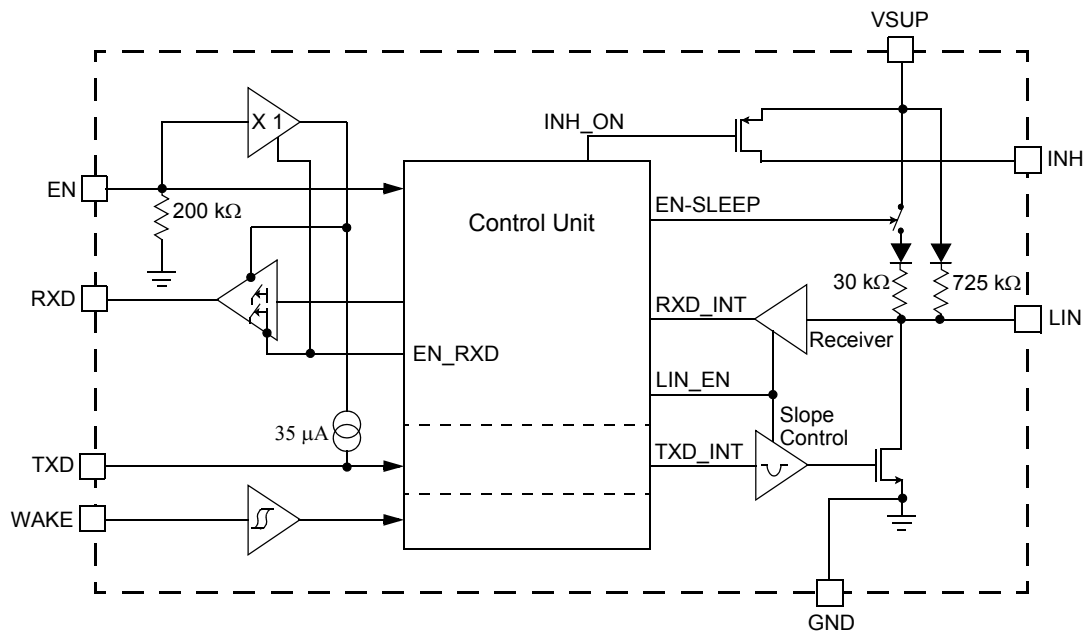 VSUP
X 1
INH_ON
INH
EN
200 kΩ
Control Unit
EN-SLEEP
RXD
30 kΩ
725 kΩ
RXD_INT
LIN
Receiver
EN_RXD
LIN_EN
35 μA
Slope
Control
TXD
TXD_INT
WAKE
GND